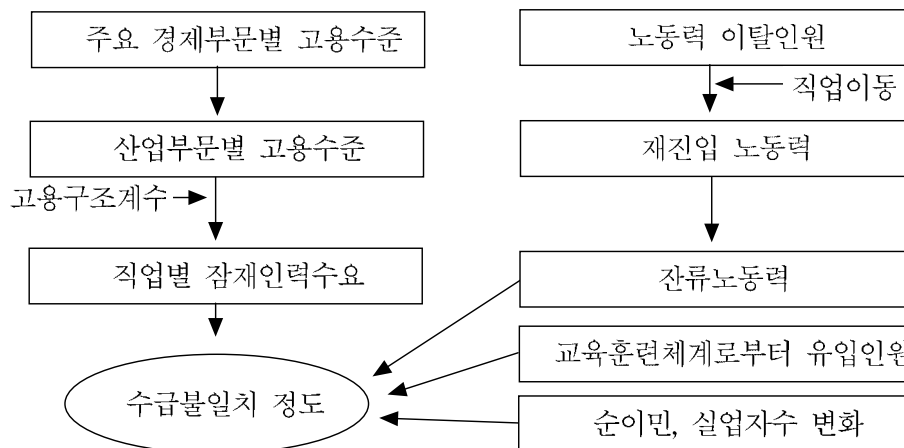 주요 경제부문별 고용수준
산업부문별 고용수준
고용구조계수
직업별 잠재인력수요
수급불일치 정도
노동력 이탈인원
직업이동
재진입 노동력
잔류노동력
교육훈련체계로부터 유입인원
순이민, 실업자수 변화